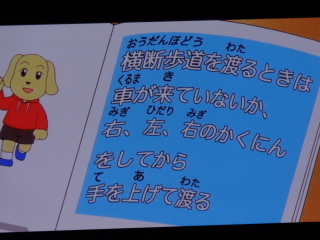 おうだんほどう わた
横断歩道を渡るときは
くるま き
車が来ていないか、
みぎ ひだり みぎ
右、左、右のかくにん
をしてから
て あ わた
手を上げて渡る